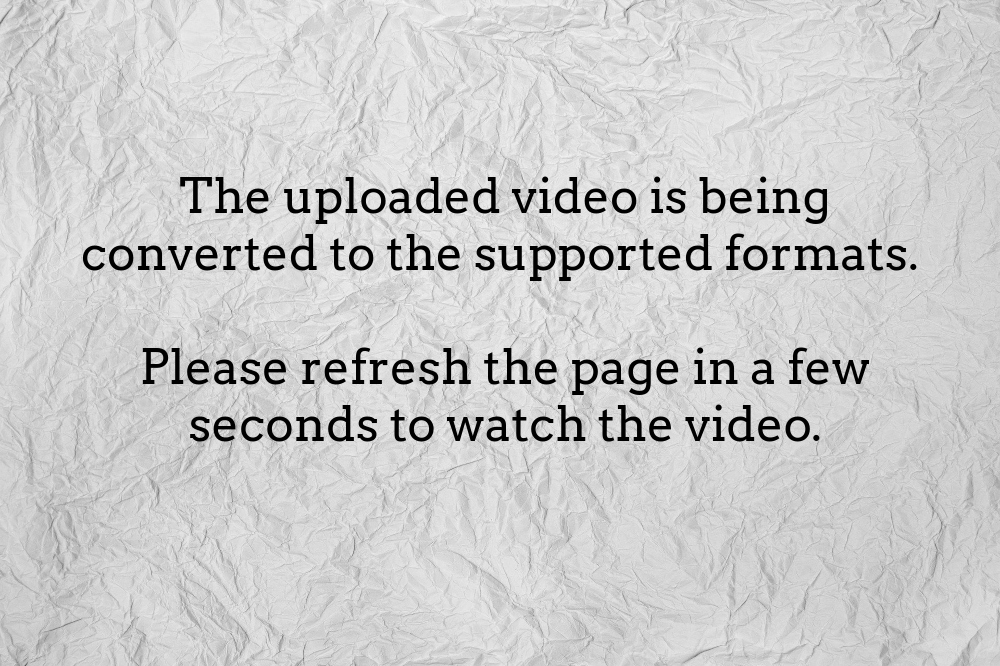 The uploaded video is being
converted to the supported formats.
Please refresh the page in a few
seconds to watch the video.